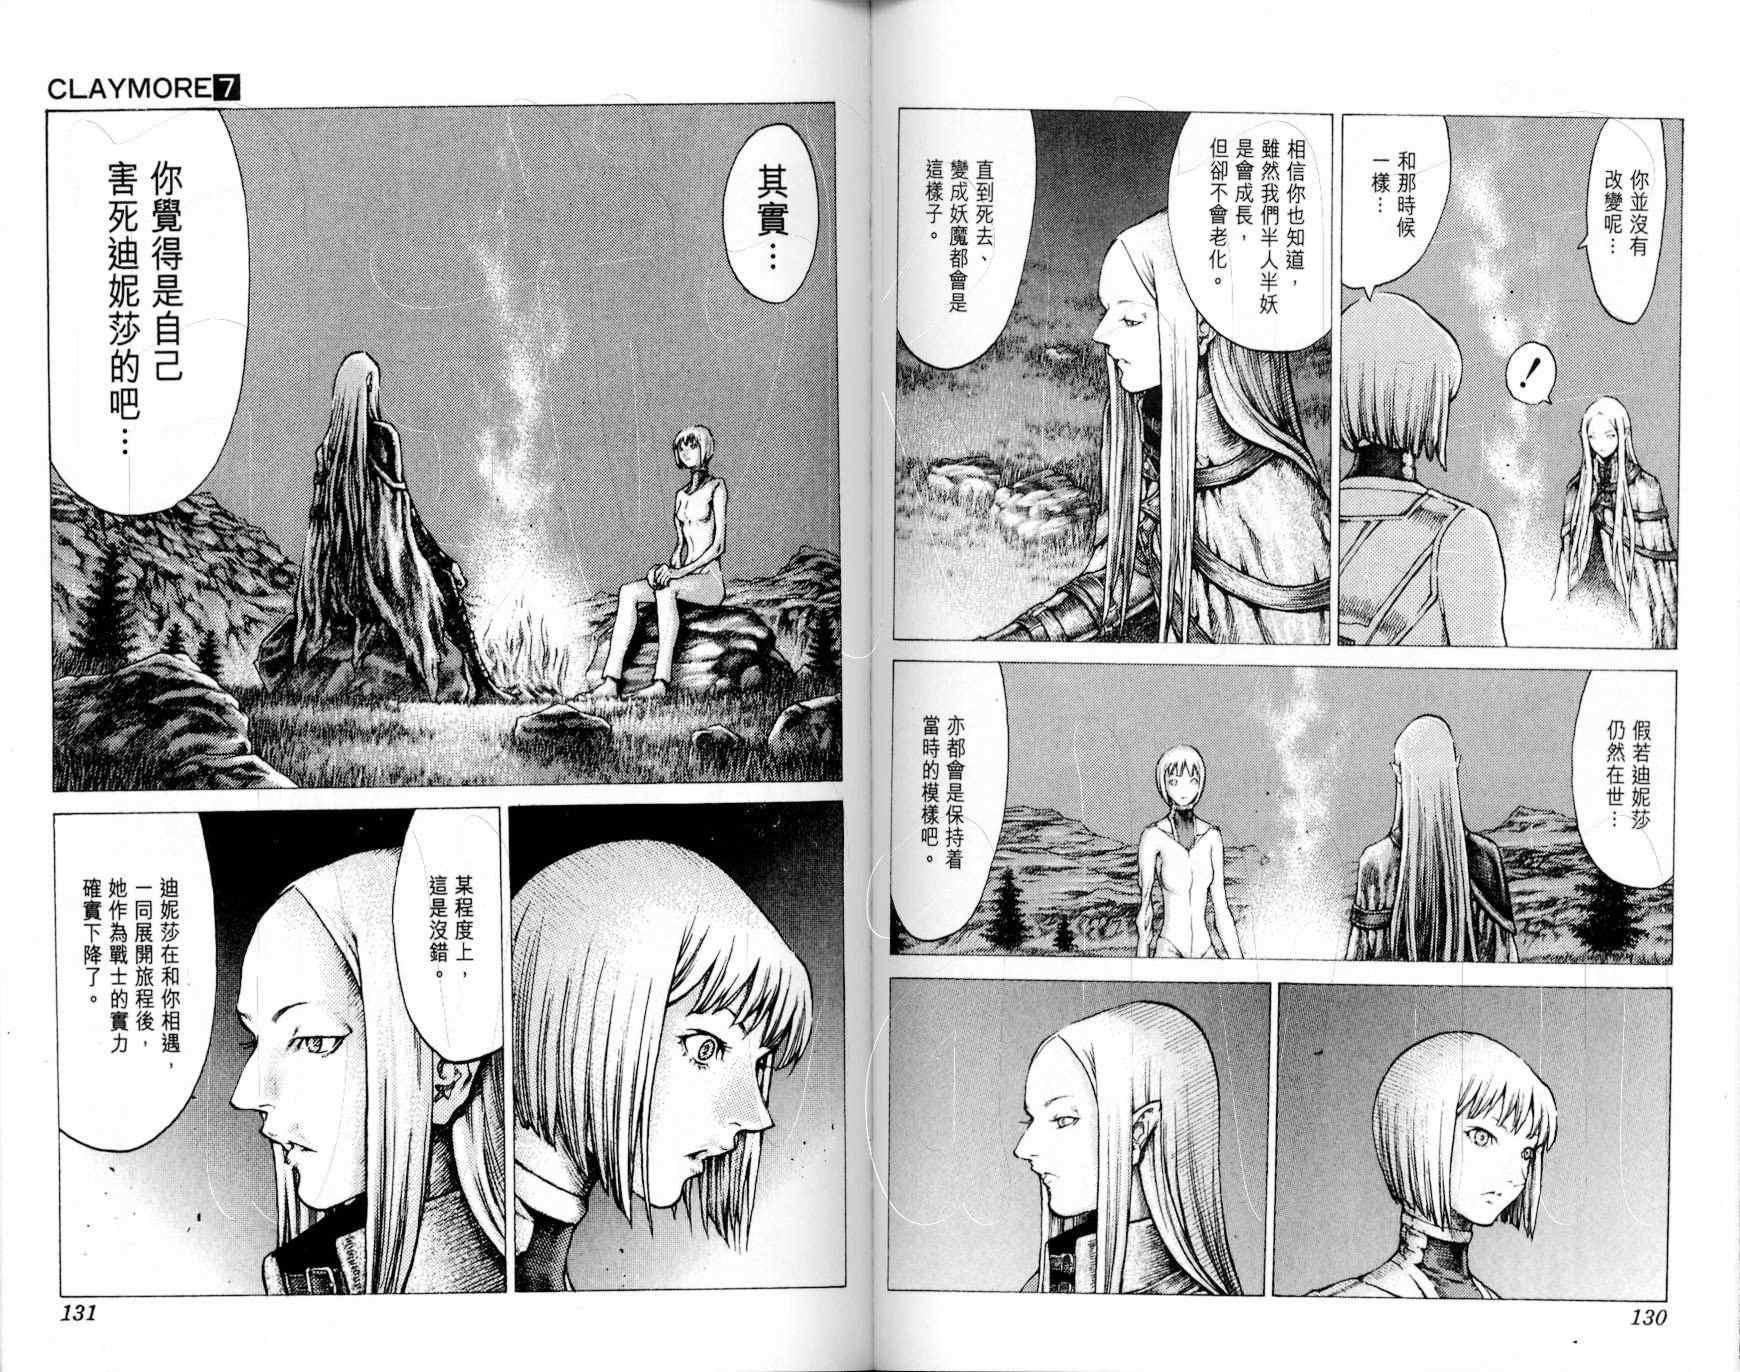 你並沒有
改變呢…
和那時候
一樣…
!
相信你也知道，
雖然我們半人半妖
是會成長，
但卻不會老化。
直到死去、
變成妖魔都會是
這樣子。
假若迪妮莎
仍然在世…
亦都會是保持着
當時的模樣吧。
130
CLAYMORE 7
其實…
你覺得是自己
害死迪妮莎的吧…
某程度上，
這是沒錯。
迪妮莎在和你相遇，
一同展開旅程後，
她作為戰士的實力
確實下降了。
131